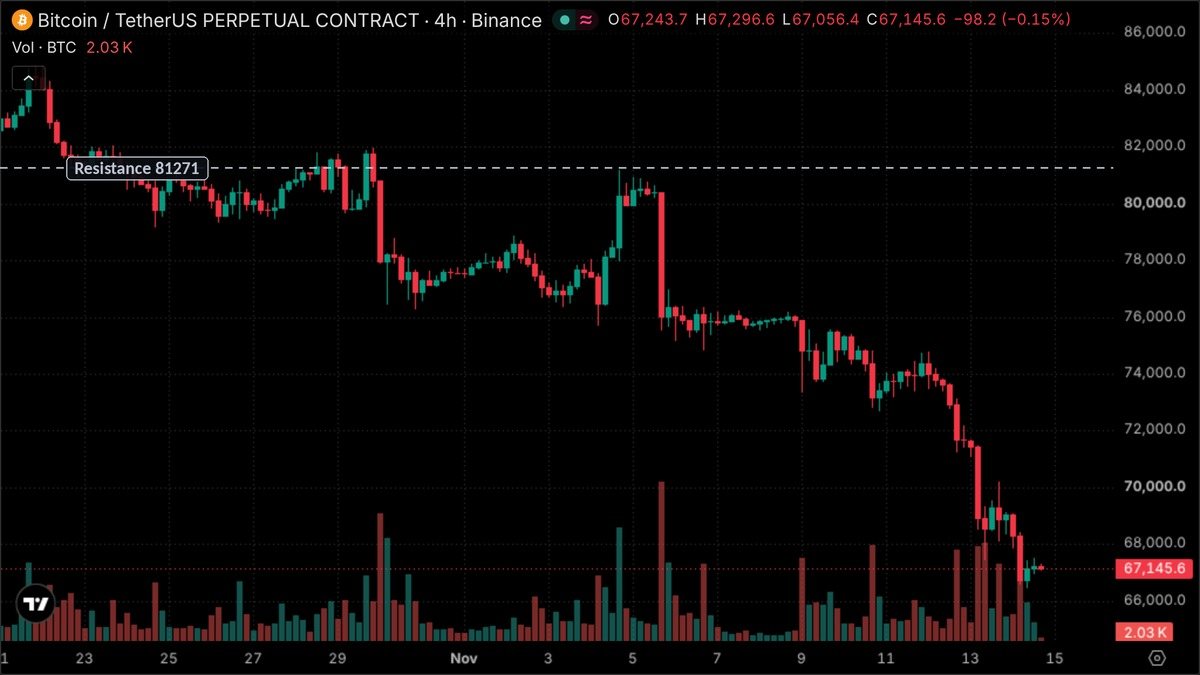 Bitcoin / TetherUS PERPETUAL CONTRACT · 4h · Binance O67,243.7 H67,296.6 L67,056.4 C67,145.6 −98.2 (−0.15%)
Vol · BTC 2.03 K
86,000.0
84,000.0
82,000.0
Resistance 81271
80,000.0
78,000.0
76,000.0
74,000.0
72,000.0
70,000.0
68,000.0
67,145.6
66,000.0
2.03 K
1 23 25 27 29 Nov 3 5 7 9 11 13 15